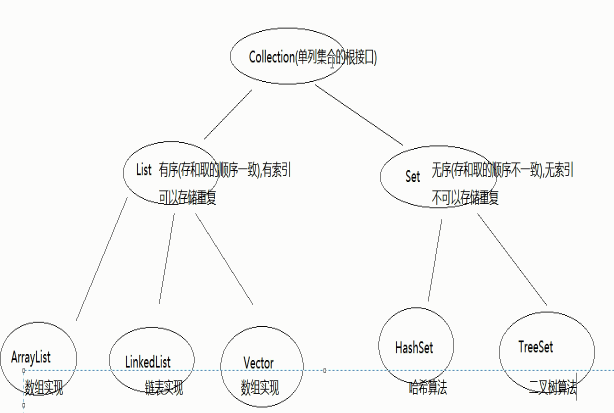 Collection(单列集合的根接口)
List 有序(存和取的顺序一致),有索引
可以存储重复
Set 无序(存和取的顺序不一致),无索引
不可以存储重复
ArrayList
数组实现
LinkedList
链表实现
Vector
数组实现
HashSet
哈希算法
TreeSet
二叉树算法